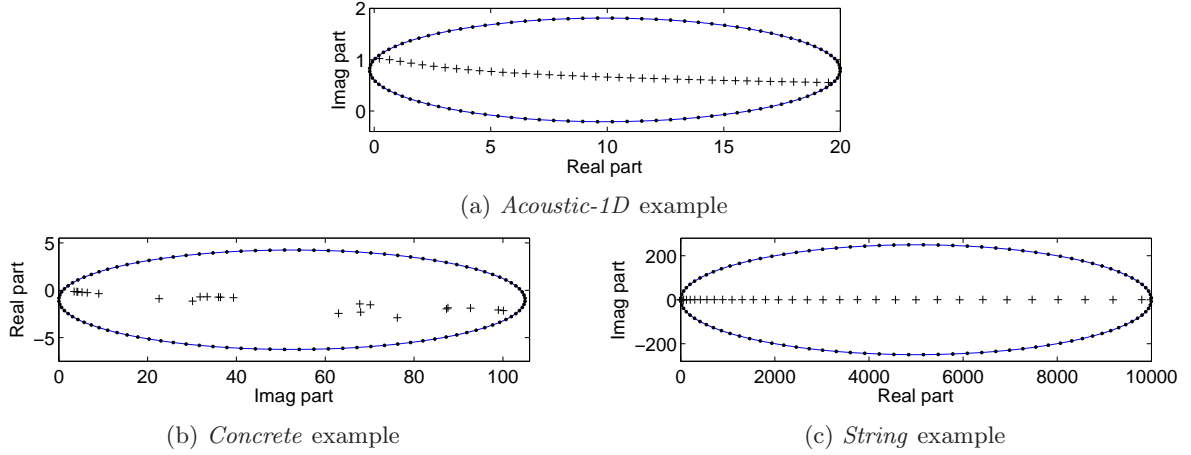 2
1
0
Imag part
0
5
10
15
20
Real part
(a) Acoustic-1D example
5
0
−5
Real part
0
20
40
60
80
100
Imag part
(b) Concrete example
200
0
−200
Imag part
0
2000
4000
6000
8000
10000
Real part
(c) String example